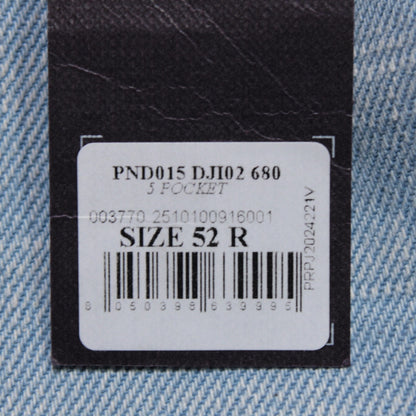 PND015 DJI02 680
5 POCKET
003770 2510100916001
SIZE 52 R
8 050398 639995
PRPJ2024221V